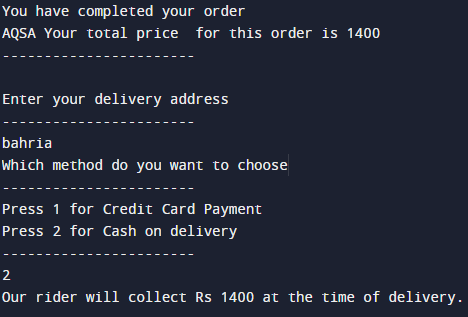 You have completed your order
AQSA Your total price  for this order is 1400
-----------------------
Enter your delivery address
-----------------------
bahria
Which method do you want to choose
-----------------------
Press 1 for Credit Card Payment
Press 2 for Cash on delivery
-----------------------
2
Our rider will collect Rs 1400 at the time of delivery.